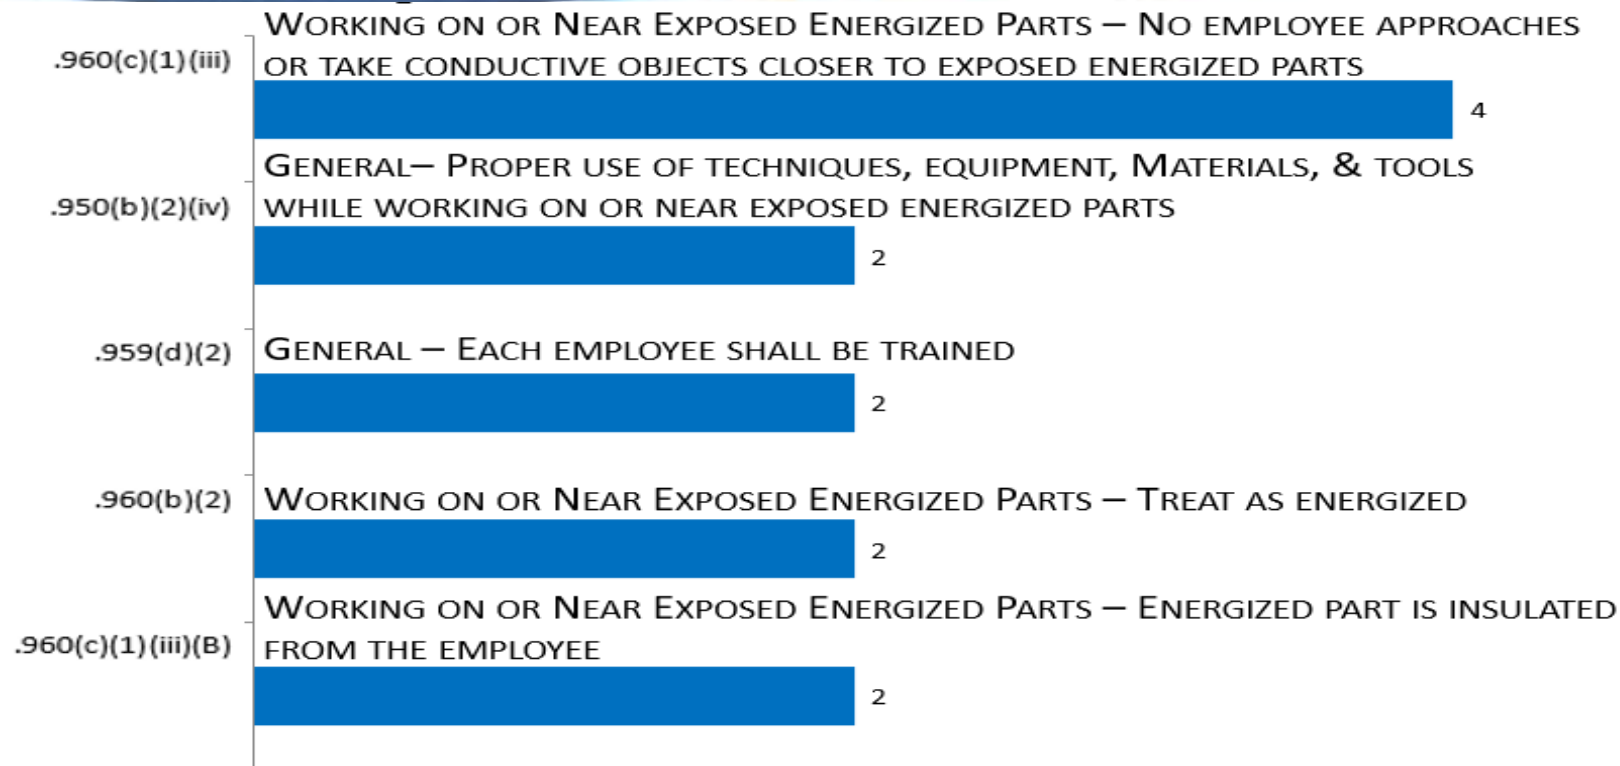 WORKING ON OR NEAR EXPOSED ENERGIZED PARTS – NO EMPLOYEE APPROACHES
.960(c)(1)(iii) OR TAKE CONDUCTIVE OBJECTS CLOSER TO EXPOSED ENERGIZED PARTS
4
GENERAL– PROPER USE OF TECHNIQUES, EQUIPMENT, MATERIALS, & TOOLS
.950(b)(2)(iv) WHILE WORKING ON OR NEAR EXPOSED ENERGIZED PARTS
2
.959(d)(2) GENERAL – EACH EMPLOYEE SHALL BE TRAINED
2
.960(b)(2) WORKING ON OR NEAR EXPOSED ENERGIZED PARTS – TREAT AS ENERGIZED
2
WORKING ON OR NEAR EXPOSED ENERGIZED PARTS – ENERGIZED PART IS INSULATED
.960(c)(1)(iii)(B) FROM THE EMPLOYEE
2